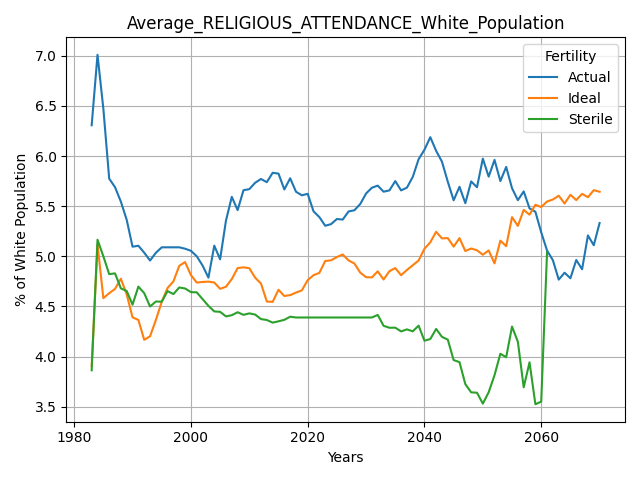 Average_RELIGIOUS_ATTENDANCE_White_Population
Fertility
Actual
Ideal
Sterile
% of White Population
7.0
6.5
6.0
5.5
5.0
4.5
4.0
3.5
1980
2000
2020
2040
2060
Years